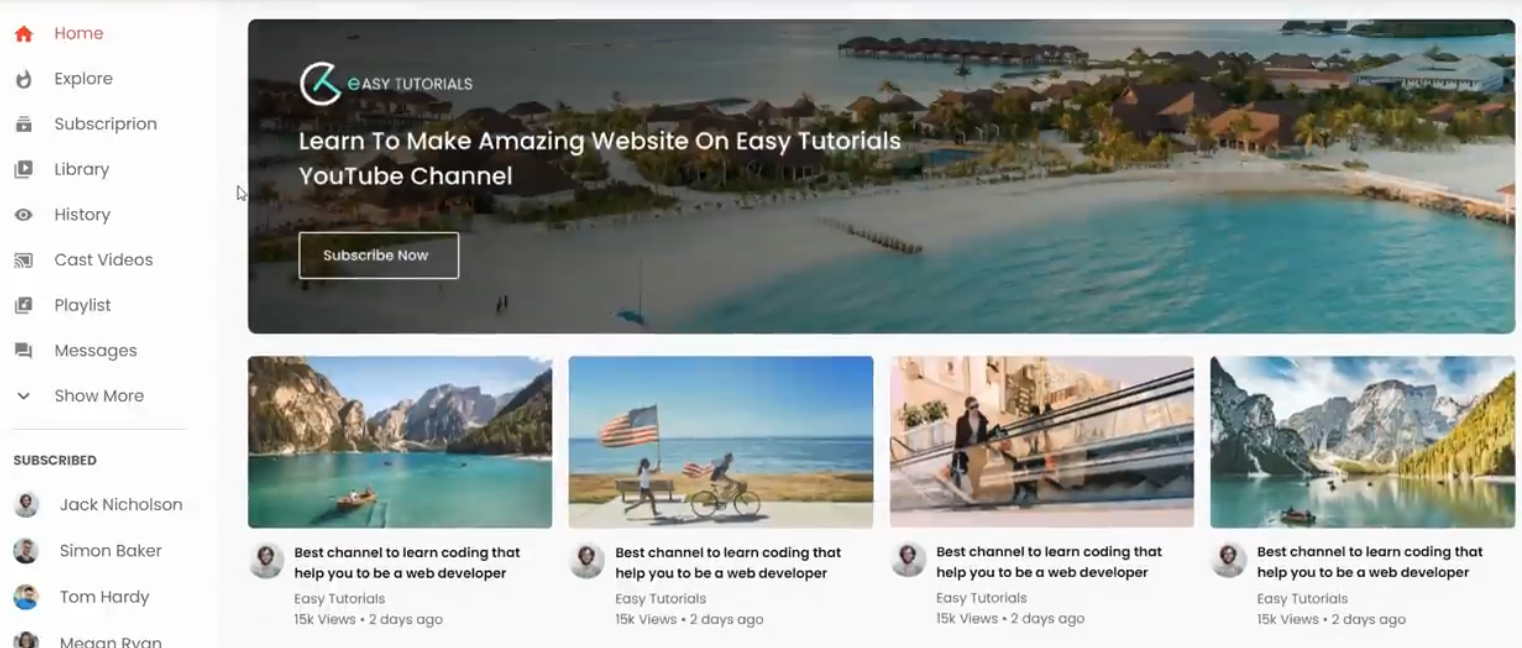 Home
Explore
Subscriprion
Library
History
Cast Videos
Playlist
Messages
Show More
SUBSCRIBED
Jack Nicholson
Simon Baker
Tom Hardy
Megan Ryan
eASY TUTORIALS
Learn To Make Amazing Website On Easy Tutorials
YouTube Channel
Subscribe Now
Best channel to learn coding that
help you to be a web developer
Easy Tutorials
15k Views • 2 days ago
Best channel to learn coding that
help you to be a web developer
Easy Tutorials
15k Views • 2 days ago
Best channel to learn coding that
help you to be a web developer
Easy Tutorials
15k Views • 2 days ago
Best channel to learn coding that
help you to be a web developer
Easy Tutorials
15k Views • 2 days ago